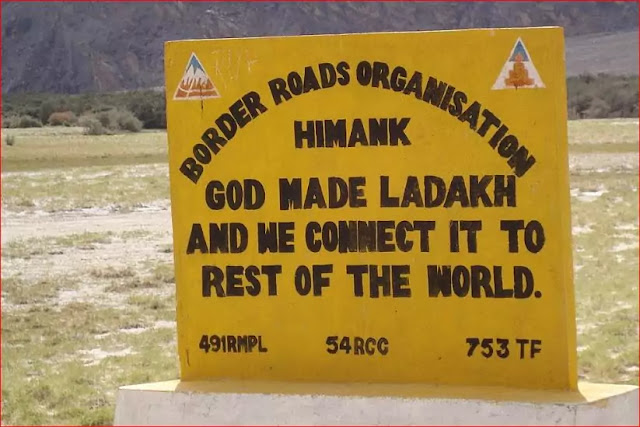 BORDER ROADS ORGANISATION
HIMANK
GOD MADE LADAKH
AND WE CONNECT IT TO
REST OF THE WORLD.
491RMPL 54RCC 753 TF